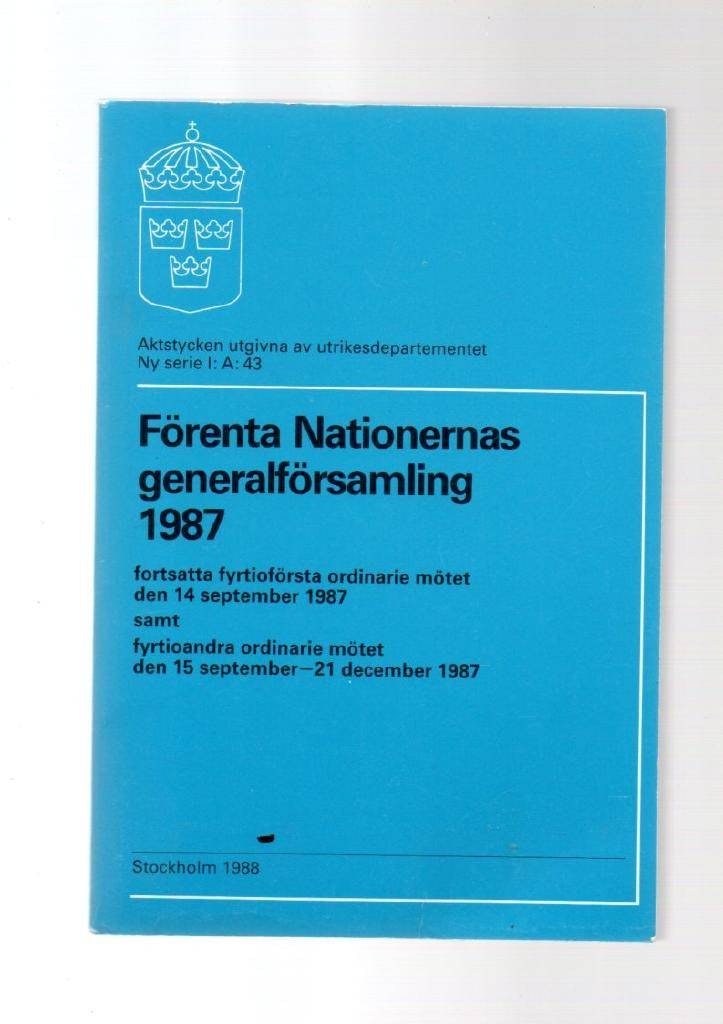 Aktstycken utgivna av utrikesdepartementet
Ny serie I: A: 43
Förenta Nationernas
generalförsamling
1987
fortsatta fyrtioförsta ordinarie mötet
den 14 september 1987
samt
fyrtioandra ordinarie mötet
den 15 september—21 december 1987
Stockholm 1988